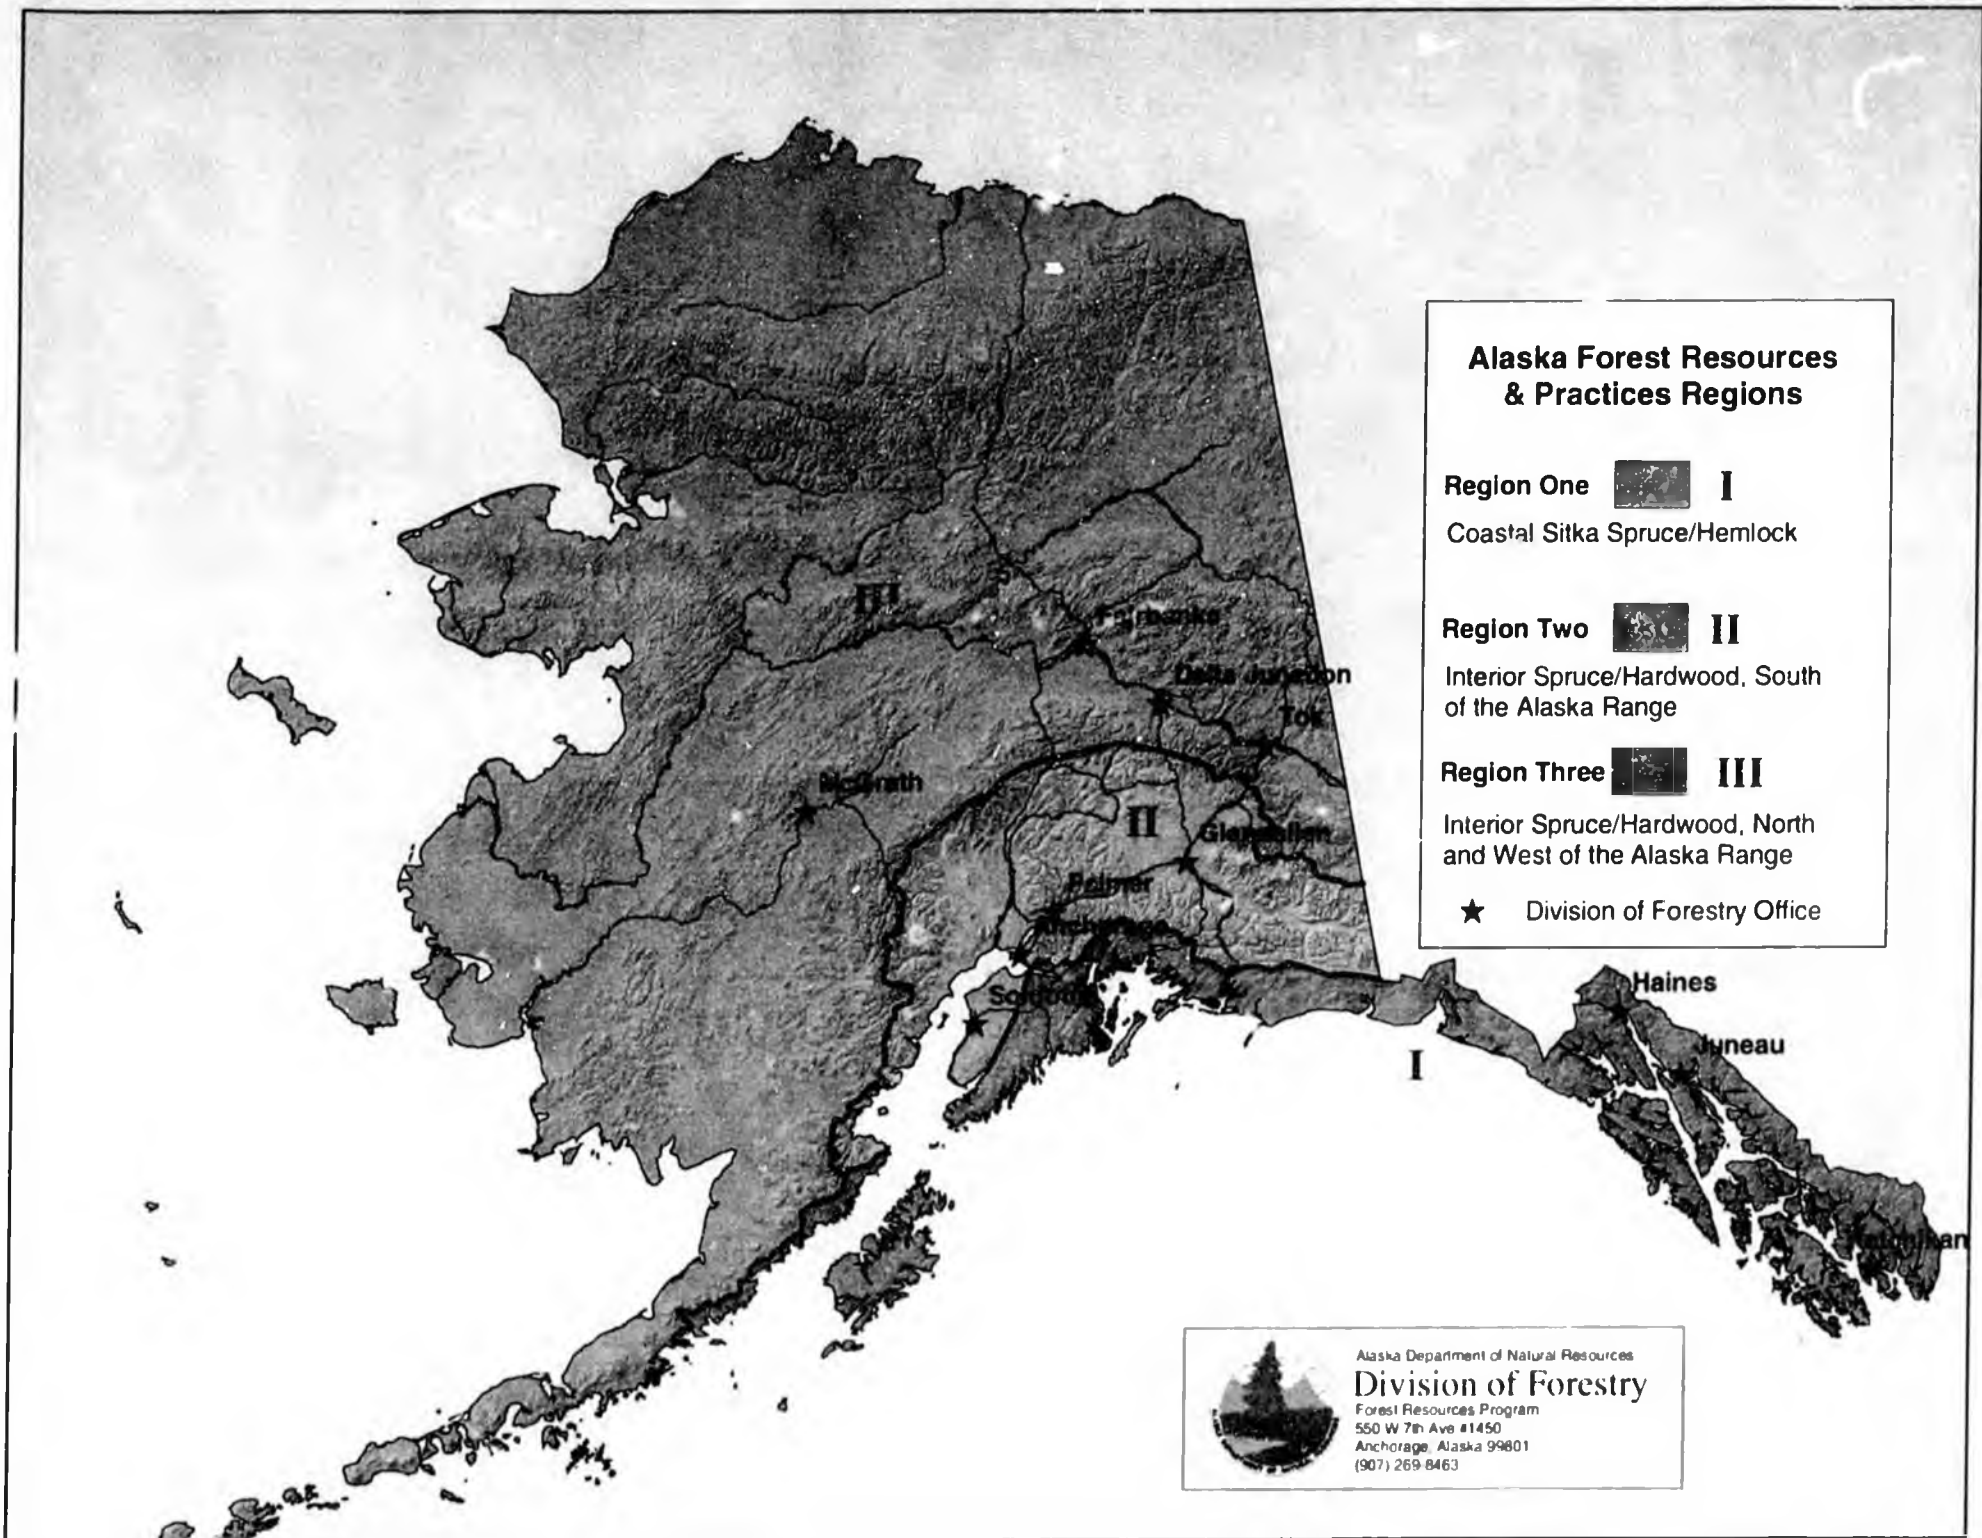 Alaska Forest Resources
& Practices Regions
Region One I
Coastal Sitka Spruce/Hemlock
Region Two II
Interior Spruce/Hardwood, South
of the Alaska Range
Region Three III
Interior Spruce/Hardwood, North
and West of the Alaska Range
★ Division of Forestry Office
III
Fairbanks
Delta Junction
Tok
McGrath
II
Glennallen
Palmer
Anchorage
Soldotna
Haines
Juneau
I
Ketchikan
Alaska Department of Natural Resources
Division of Forestry
Forest Resources Program
550 W 7th Ave #1450
Anchorage, Alaska 99801
(907) 269-8463